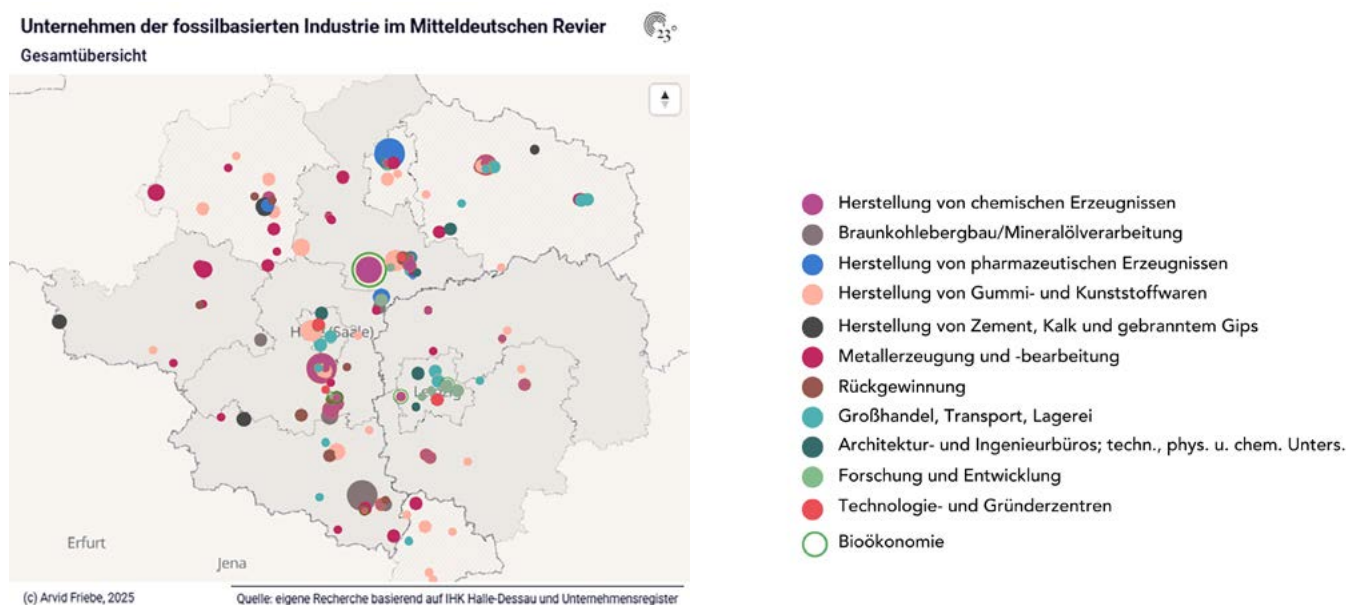 Unternehmen der fossilbasierten Industrie im Mitteldeutschen Revier
23°
Gesamtübersicht
Herstellung von chemischen Erzeugnissen
Braunkohlebergbau/Mineralölverarbeitung
Herstellung von pharmazeutischen Erzeugnissen
Herstellung von Gummi- und Kunststoffwaren
Herstellung von Zement, Kalk und gebranntem Gips
Metallerzeugung und -bearbeitung
Rückgewinnung
Großhandel, Transport, Lagerei
Architektur- und Ingenieurbüros; techn., phys. u. chem. Unters.
Forschung und Entwicklung
Technologie- und Gründerzentren
Bioökonomie
(Saale)
Erfurt
Jena
(c) Arvid Friebe, 2025
Quelle: eigene Recherche basierend auf IHK Halle-Dessau und Unternehmensregister